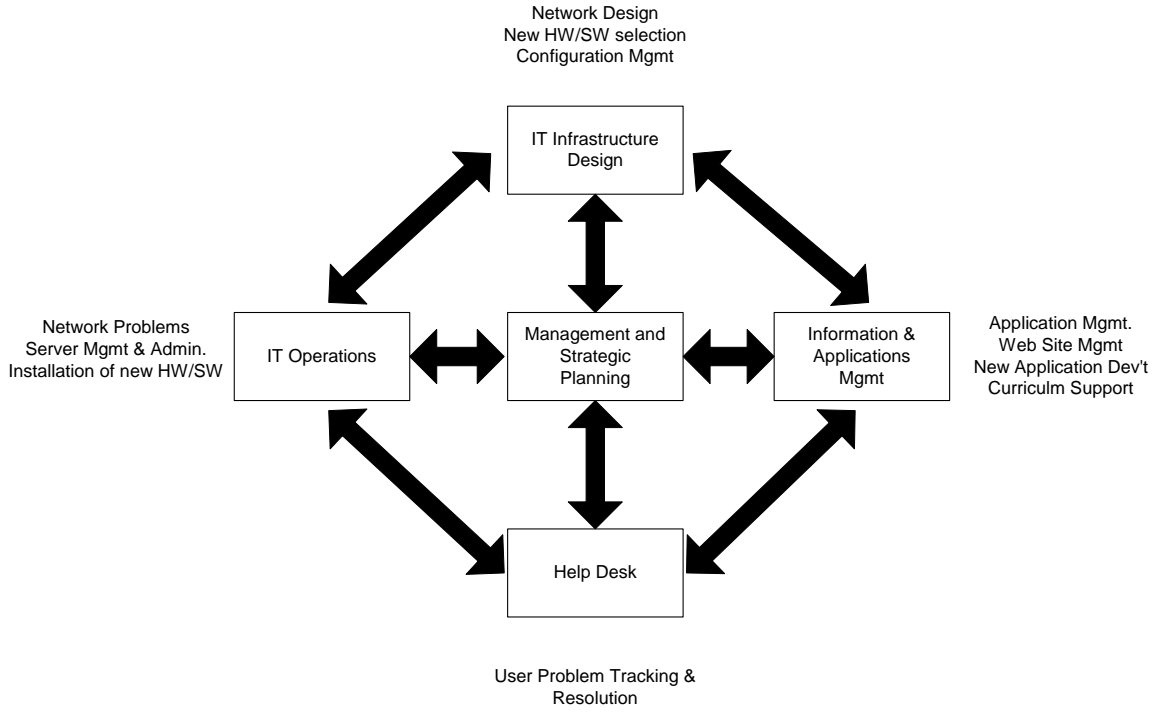 Network Design
New HW/SW selection
Configuration Mgmt
IT Infrastructure
Design
Network Problems
Server Mgmt & Admin.
Installation of new HW/SW
IT Operations
Management and
Strategic
Planning
Information &
Applications
Mgmt
Application Mgmt.
Web Site Mgmt
New Application Dev't
Curriculm Support
Help Desk
User Problem Tracking &
Resolution